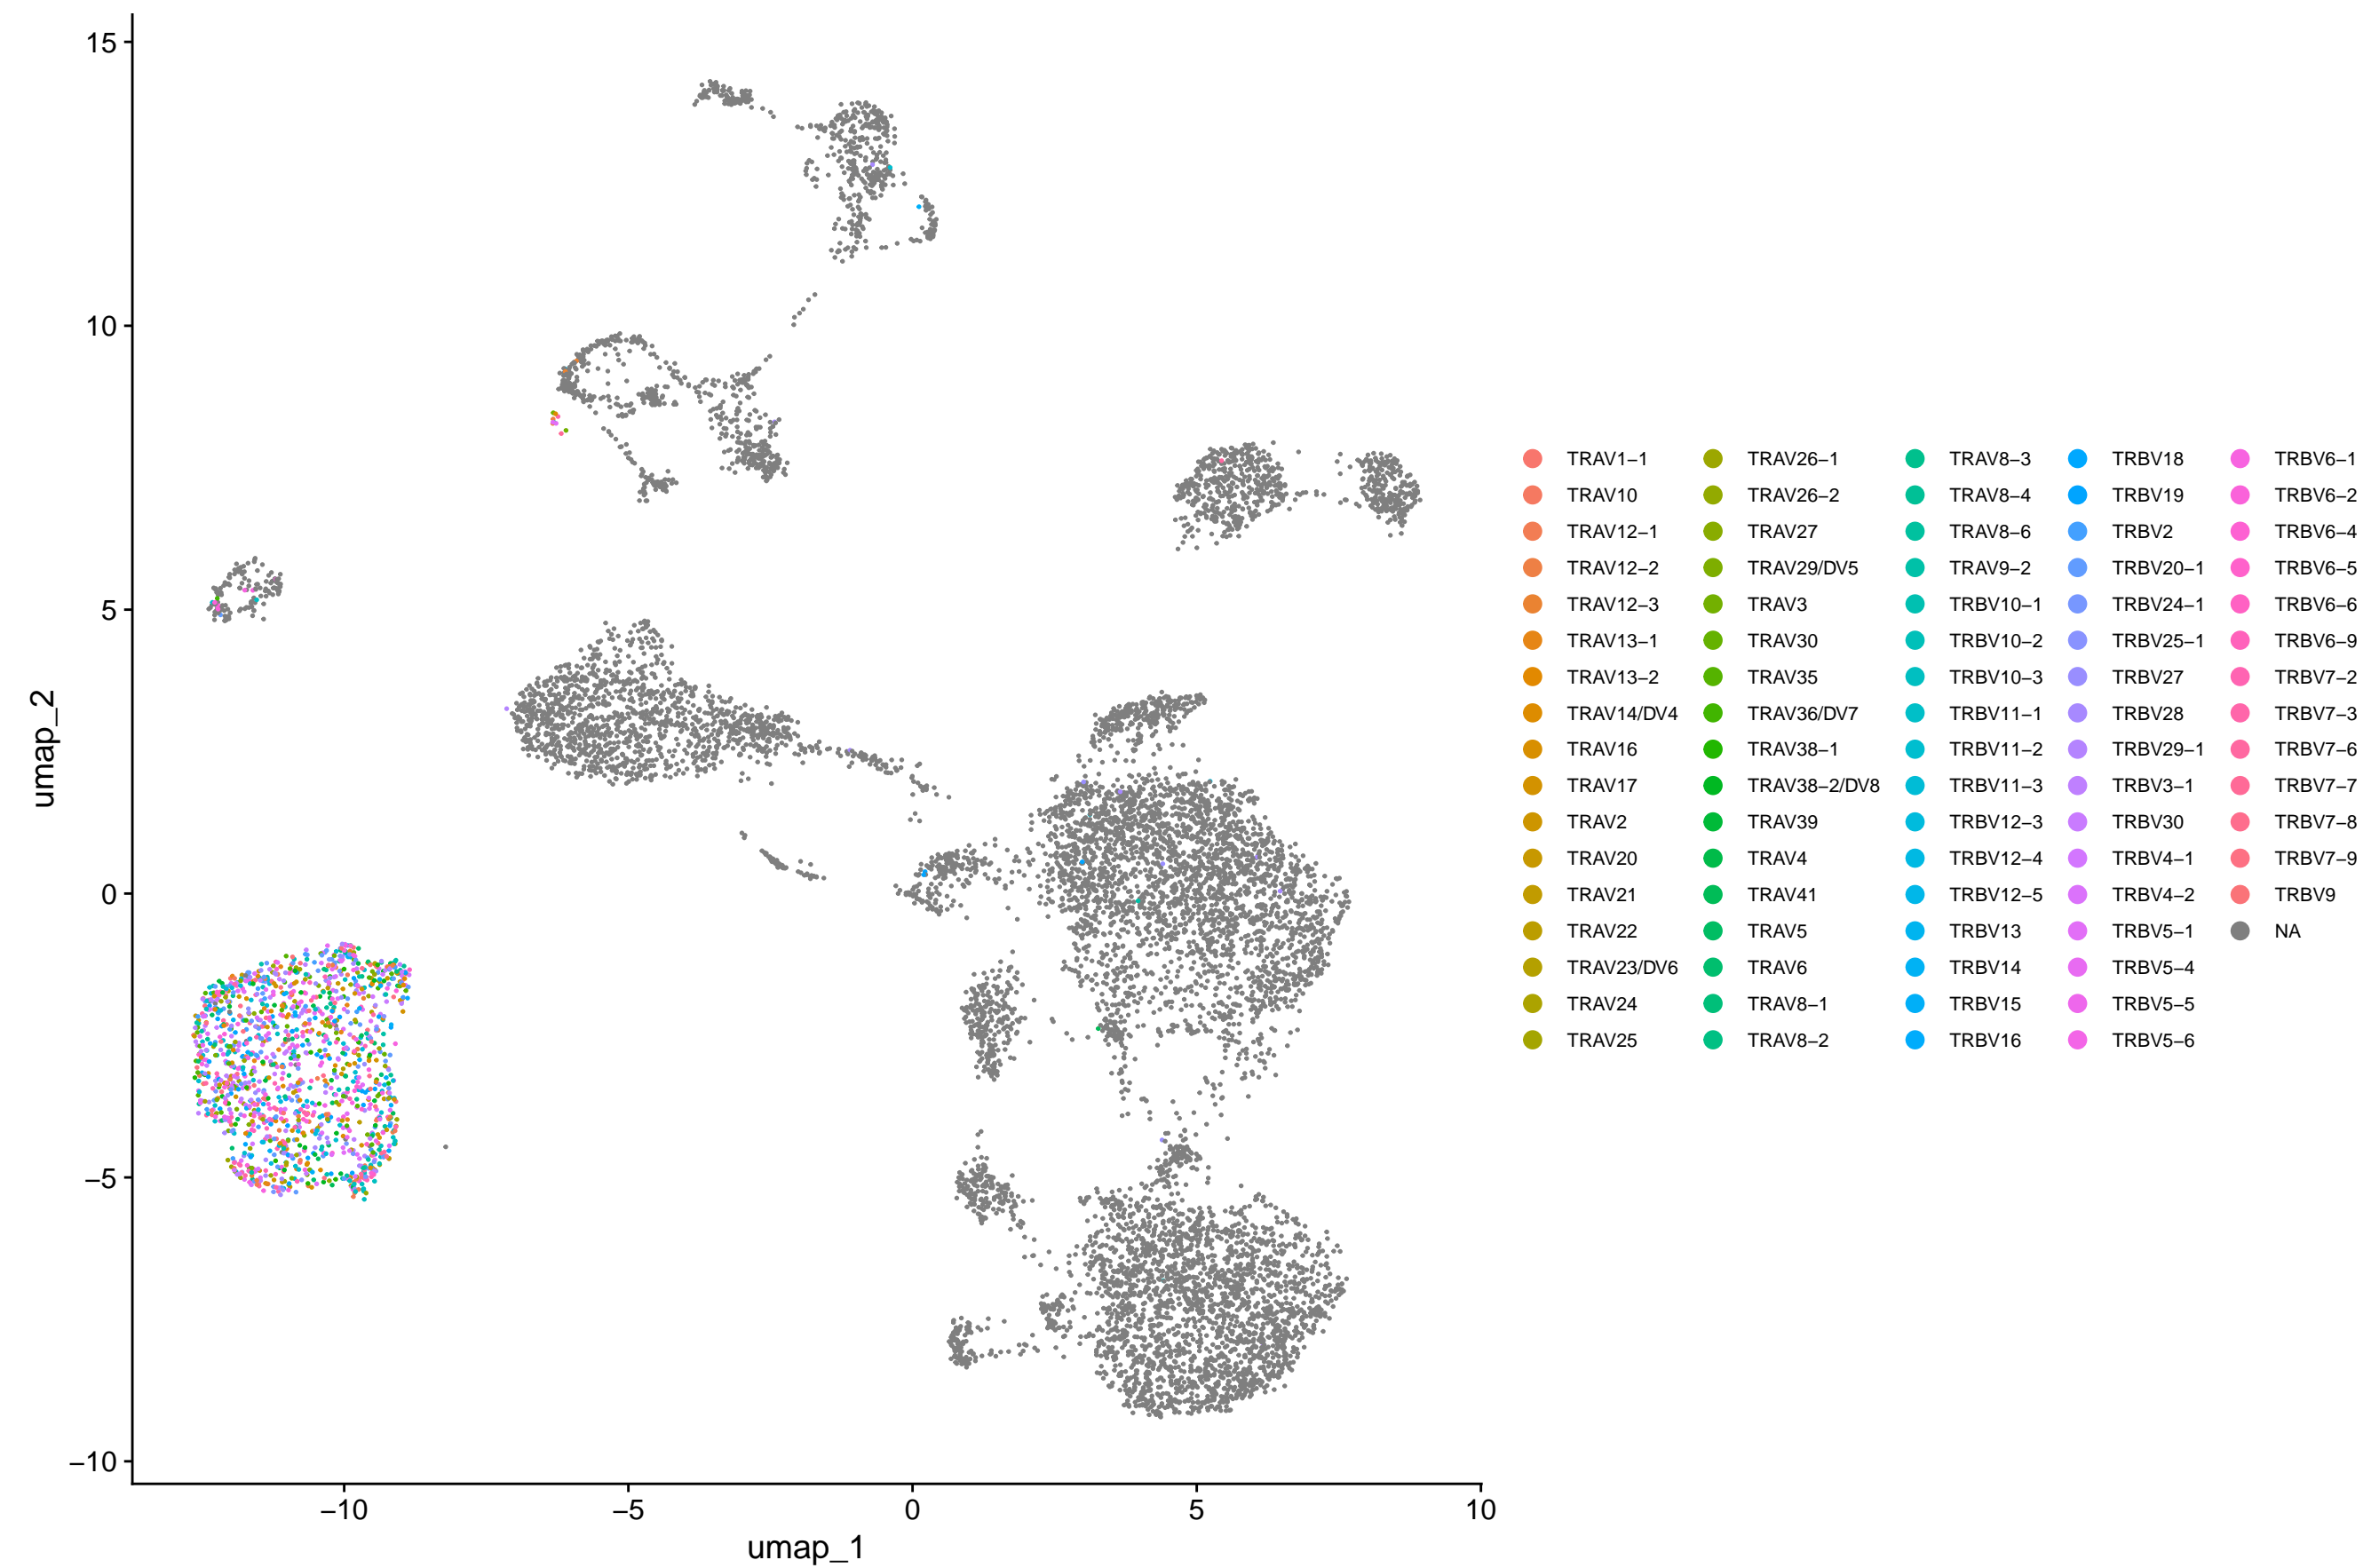 15
10
5
0
−5
−10
umap_2
−10
−5
0
5
10
umap_1
TRAV1−1
TRAV10
TRAV12−1
TRAV12−2
TRAV12−3
TRAV13−1
TRAV13−2
TRAV14/DV4
TRAV16
TRAV17
TRAV2
TRAV20
TRAV21
TRAV22
TRAV23/DV6
TRAV24
TRAV25
TRAV26−1
TRAV26−2
TRAV27
TRAV29/DV5
TRAV3
TRAV30
TRAV35
TRAV36/DV7
TRAV38−1
TRAV38−2/DV8
TRAV39
TRAV4
TRAV41
TRAV5
TRAV6
TRAV8−1
TRAV8−2
TRAV8−3
TRAV8−4
TRAV8−6
TRAV9−2
TRBV10−1
TRBV10−2
TRBV10−3
TRBV11−1
TRBV11−2
TRBV11−3
TRBV12−3
TRBV12−4
TRBV12−5
TRBV13
TRBV14
TRBV15
TRBV16
TRBV18
TRBV19
TRBV2
TRBV20−1
TRBV24−1
TRBV25−1
TRBV27
TRBV28
TRBV29−1
TRBV3−1
TRBV30
TRBV4−1
TRBV4−2
TRBV5−1
TRBV5−4
TRBV5−5
TRBV5−6
TRBV6−1
TRBV6−2
TRBV6−4
TRBV6−5
TRBV6−6
TRBV6−9
TRBV7−2
TRBV7−3
TRBV7−6
TRBV7−7
TRBV7−8
TRBV7−9
TRBV9
NA